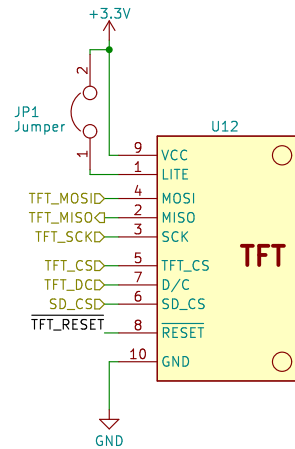 +3.3V
2
JP1
Jumper
1
U12
9 VCC
1 LITE
TFT_MOSI 4 MOSI
TFT_MISO 2 MISO
TFT_SCK 3 SCK
TFT
TFT_CS 5 TFT_CS
TFT_DC 7 D/C
SD_CS 6 SD_CS
TFT_RESET 8 RESET
10 GND
GND